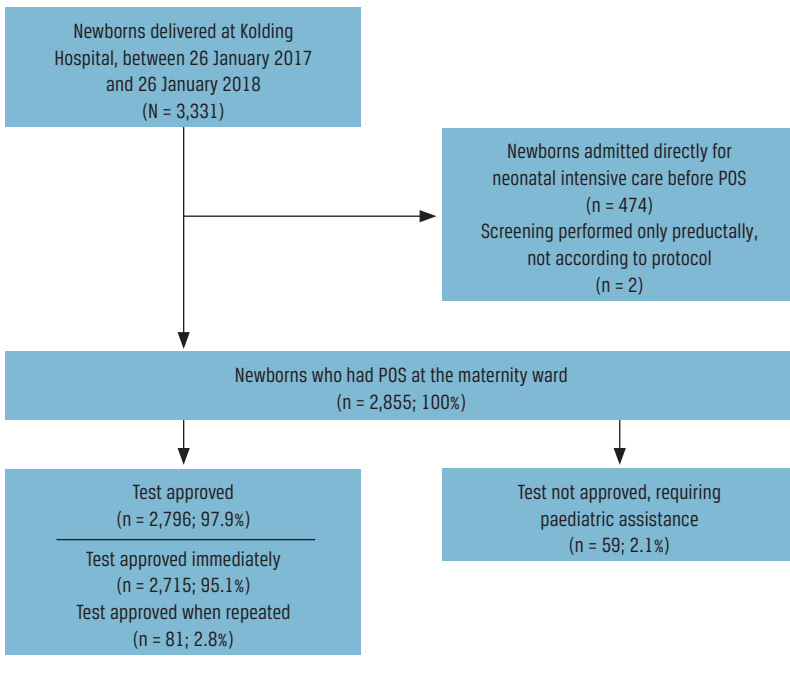 Newborns delivered at Kolding
Hospital, between 26 January 2017
and 26 January 2018
(N = 3,331)
Newborns admitted directly for
neonatal intensive care before POS
(n = 474)
Screening performed only preductally,
not according to protocol
(n = 2)
Newborns who had POS at the maternity ward
(n = 2,855; 100%)
Test approved
(n = 2,796; 97.9%)
Test approved immediately
(n = 2,715; 95.1%)
Test approved when repeated
(n = 81; 2.8%)
Test not approved, requiring
paediatric assistance
(n = 59; 2.1%)